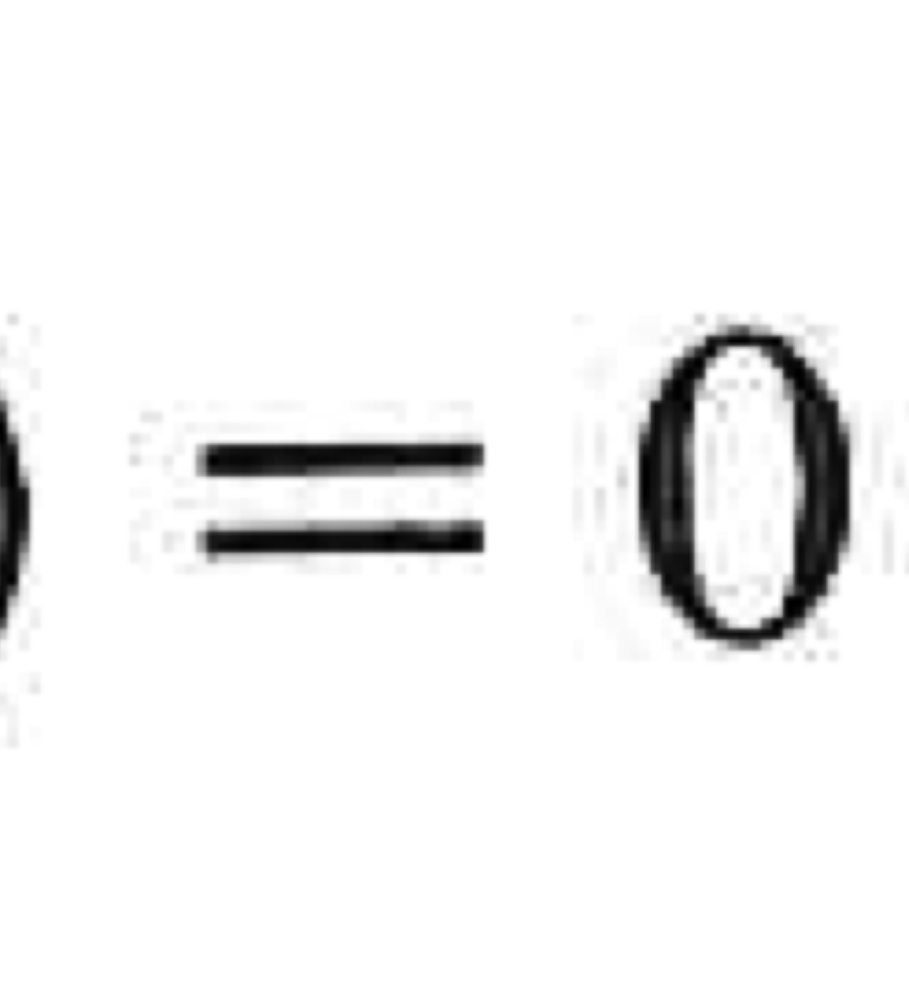 ) = 0